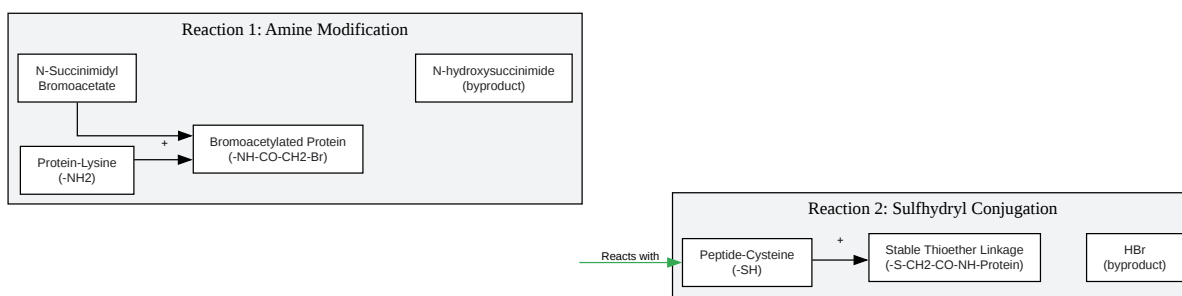 Reaction 1: Amine Modification
N-Succinimidyl
Bromoacetate
N-hydroxysuccinimide
(byproduct)
+
Bromoacetylated Protein
(-NH-CO-CH2-Br)
Protein-Lysine
(-NH2)
Reaction 2: Sulfhydryl Conjugation
Reacts with
Peptide-Cysteine
(-SH)
+
Stable Thioether Linkage
(-S-CH2-CO-NH-Protein)
HBr
(byproduct)